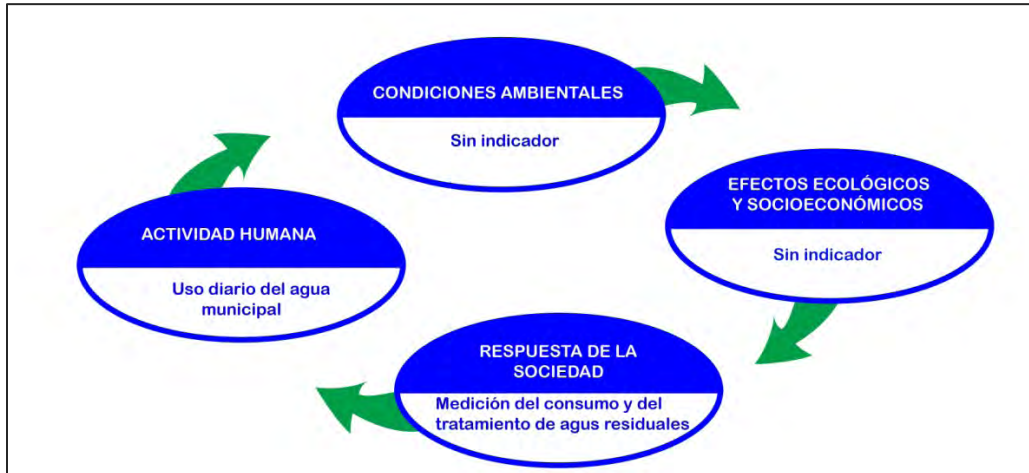 CONDICIONES AMBIENTALES
Sin indicador
EFECTOS ECOLÓGICOS
Y SOCIOECONÓMICOS
Sin indicador
ACTIVIDAD HUMANA
Uso diario del agua
municipal
RESPUESTA DE LA
SOCIEDAD
Medición del consumo y del
tratamiento de agus residuales